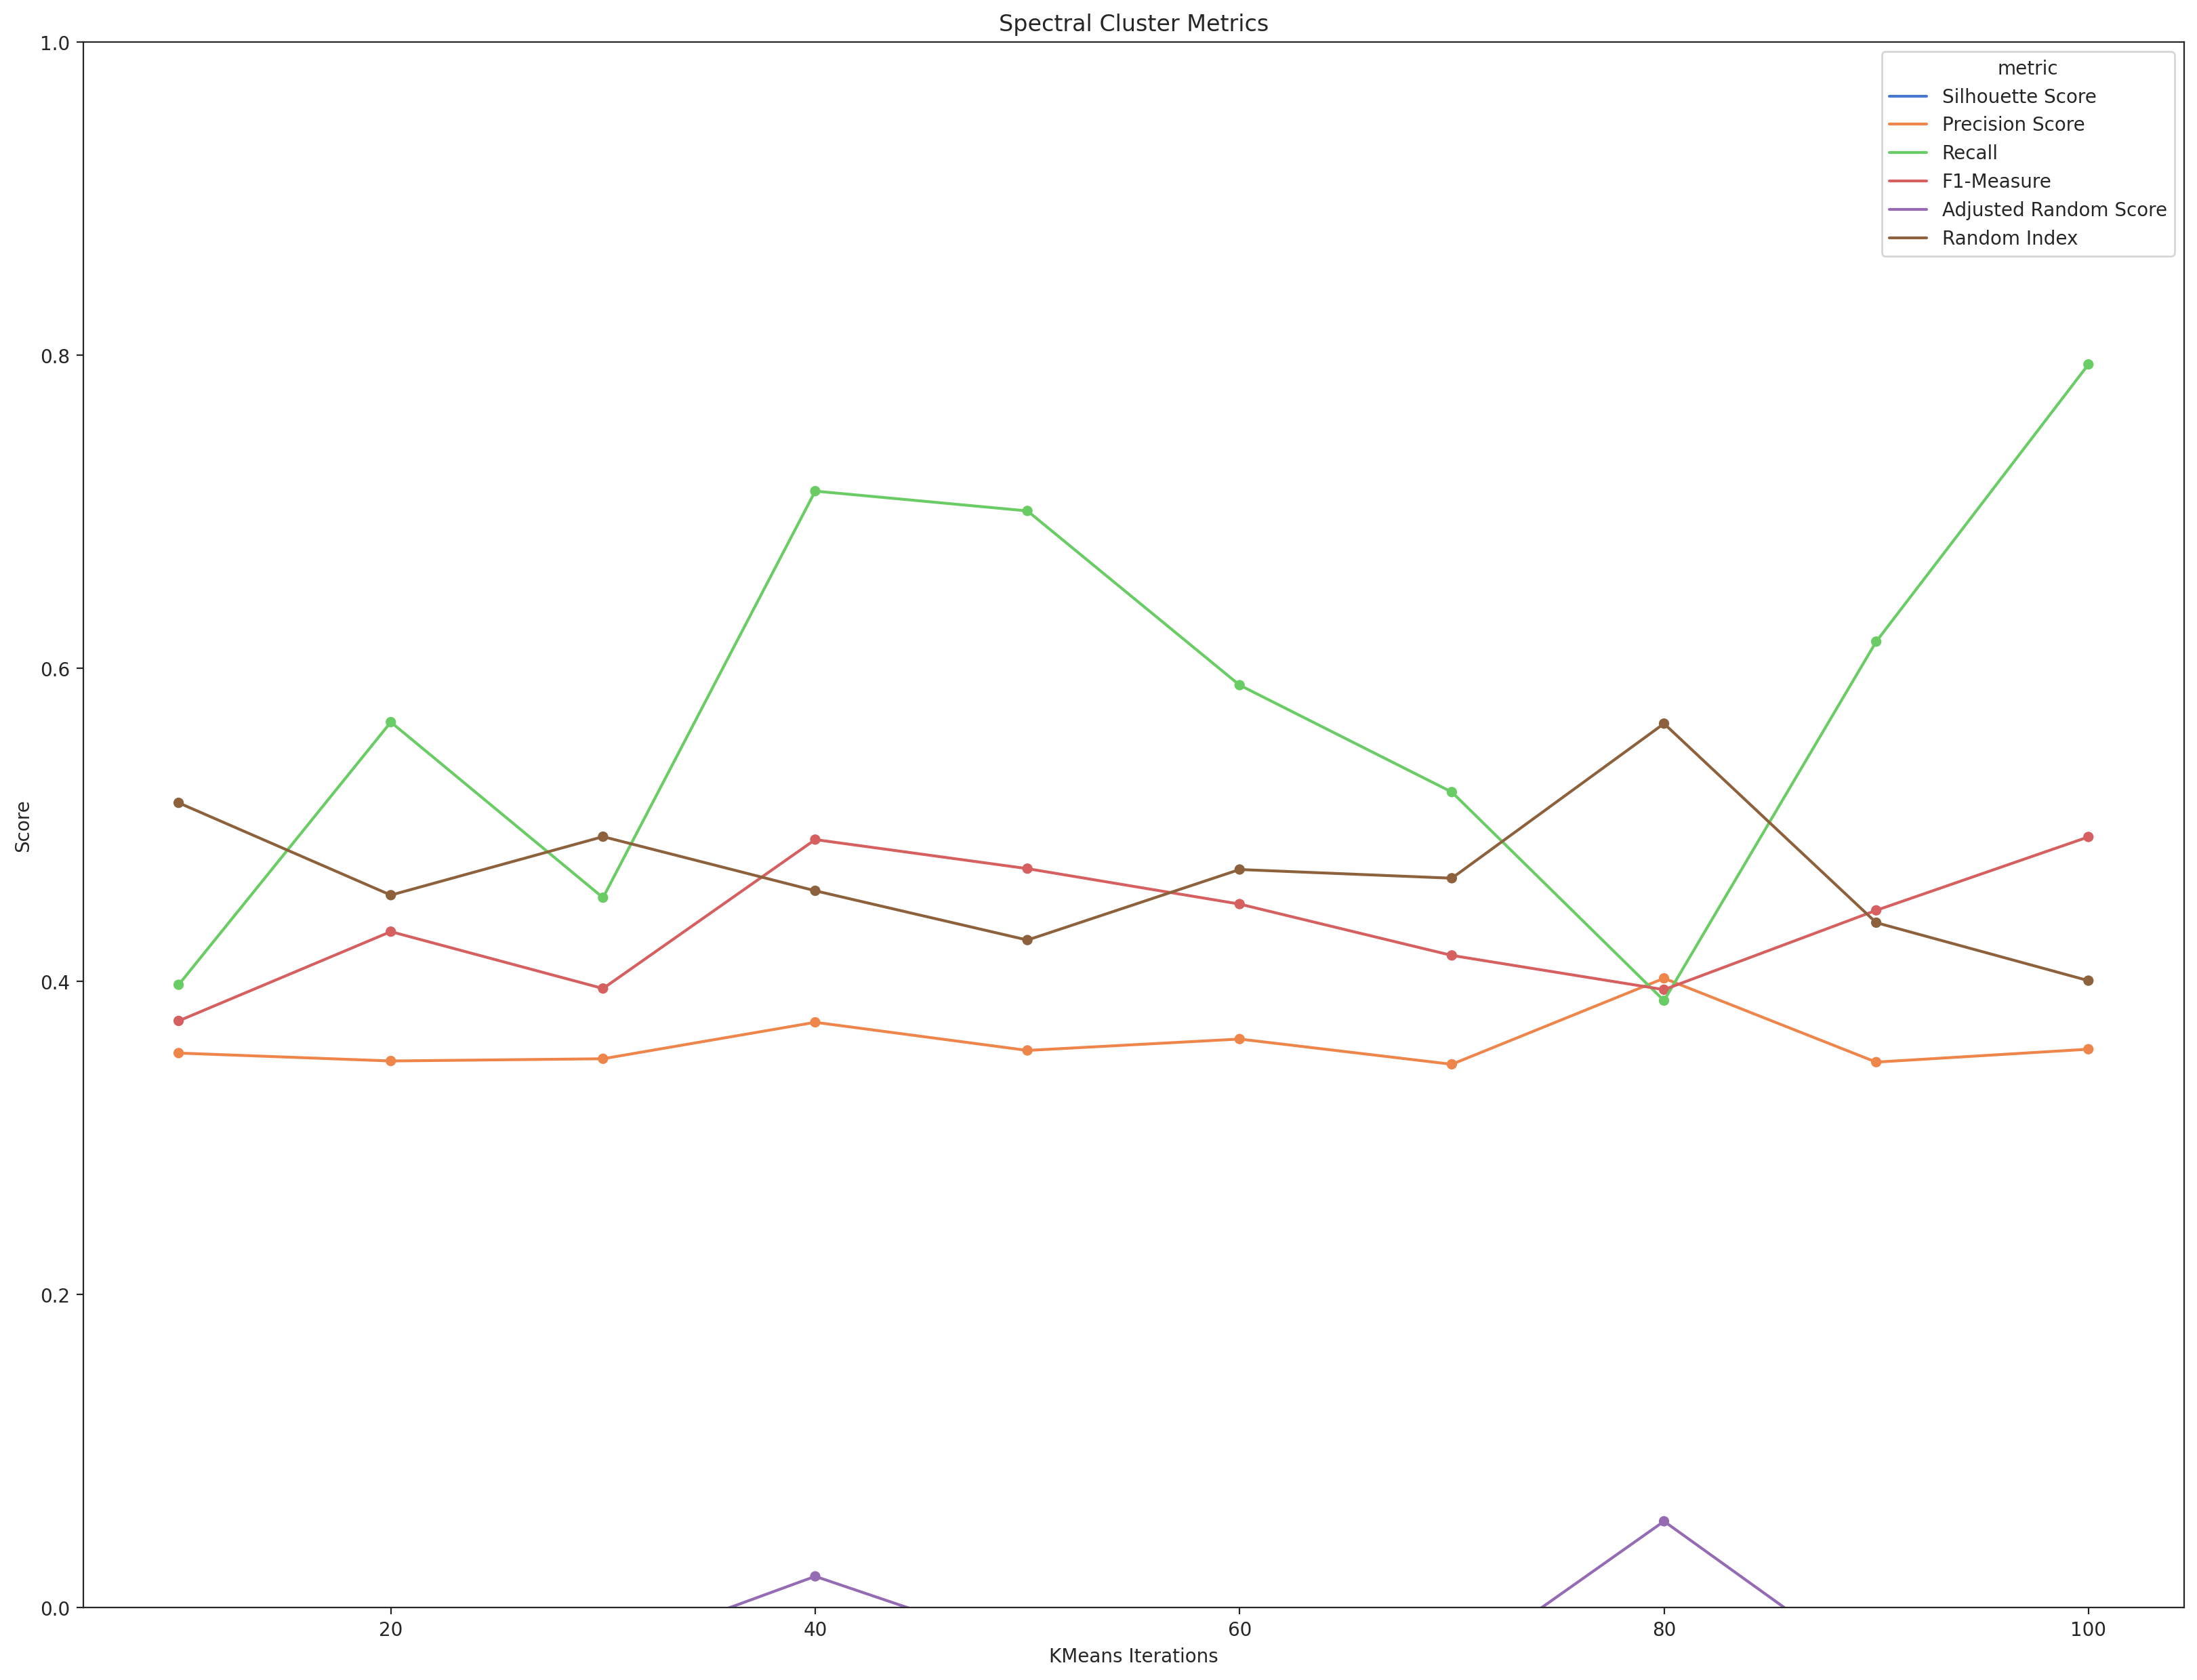 Spectral Cluster Metrics
1.0
0.8
0.6
0.4
0.2
0.0
Score
metric
Silhouette Score
Precision Score
Recall
F1-Measure
Adjusted Random Score
Random Index
20
40
60
80
100
KMeans Iterations